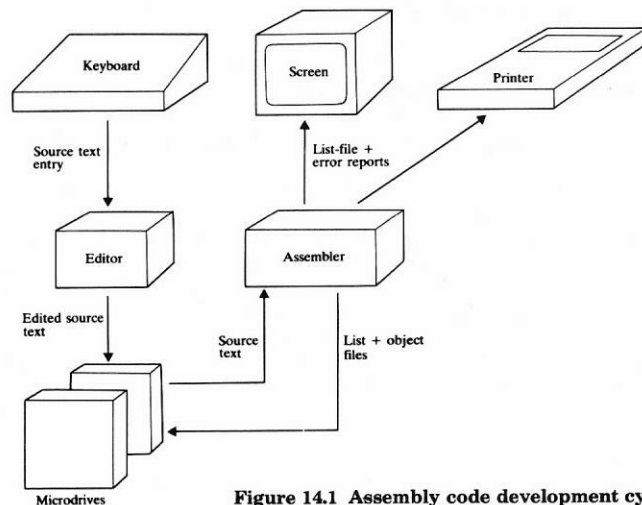 Keyboard
Screen
Printer
Source text
entry
List-file +
error reports
Editor
Assembler
Edited source
text
Source
text
List + object
files
Microdrives
Figure 14.1 Assembly code development cy